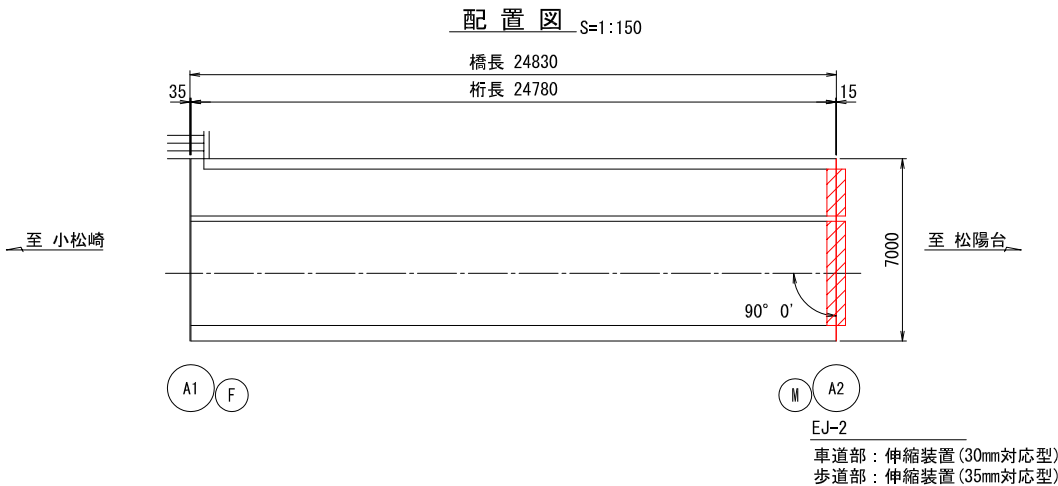 配 置 図 S=1:150
橋長 24830
35 桁長 24780 15
至 小松崎
至 松陽台
7000
90° 0'
A1 F M A2
EJ-2
車道部：伸縮装置(30mm対応型)
歩道部：伸縮装置(35mm対応型)